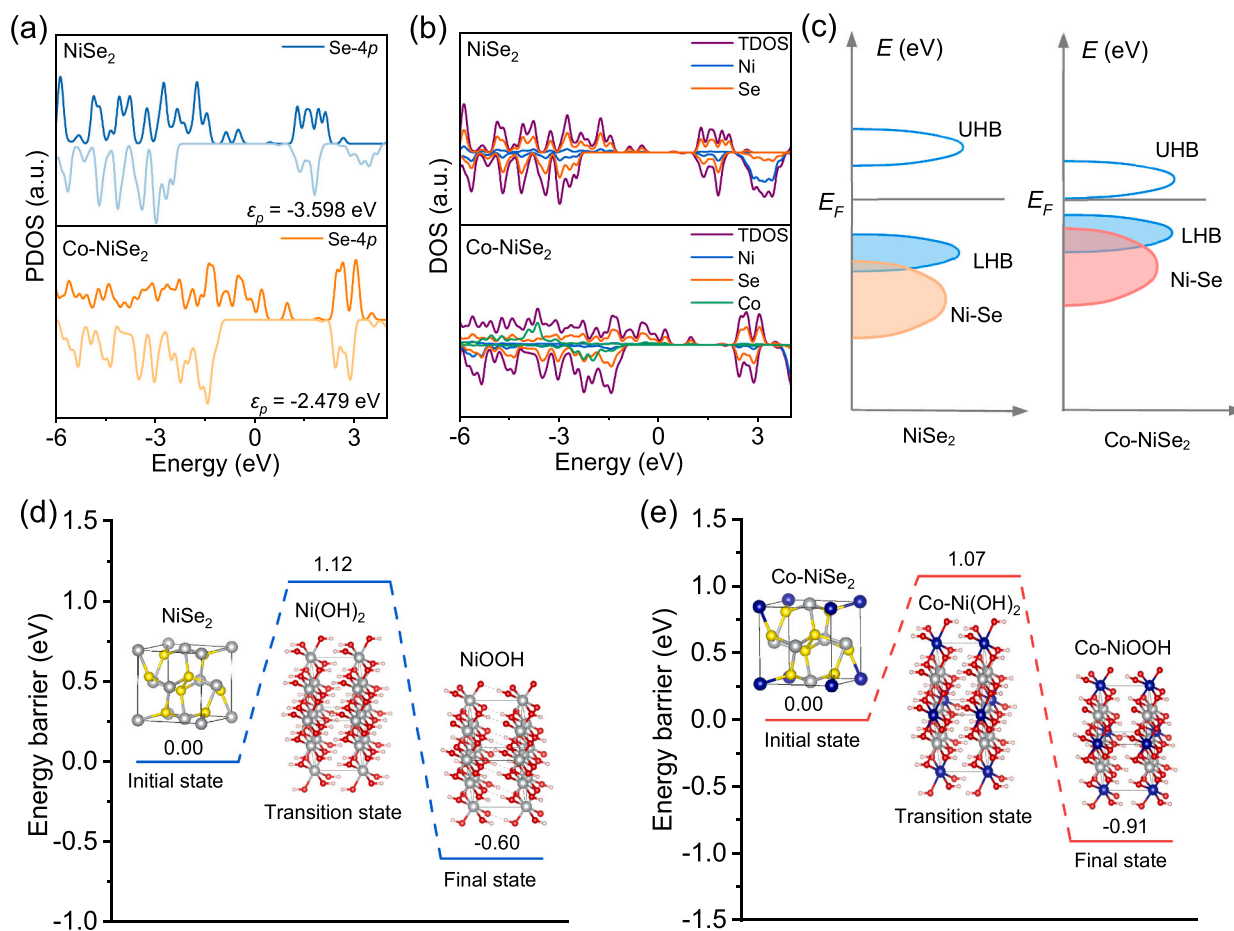 (a)
NiSe₂
Se-4p
εₚ = -3.598 eV
Co-NiSe₂
Se-4p
εₚ = -2.479 eV
PDOS (a.u.)
-6 -3 0 3
Energy (eV)
(b)
NiSe₂
TDOS
Ni
Se
Co-NiSe₂
TDOS
Ni
Se
Co
DOS (a.u.)
-6 -3 0 3
Energy (eV)
(c)
E (eV)
UHB
E_F
LHB
Ni-Se
NiSe₂
E (eV)
UHB
E_F
LHB
Ni-Se
Co-NiSe₂
(d)
Energy barrier (eV)
1.5
1.0
0.5
0.0
-0.5
-1.0
NiSe₂
0.00
Initial state
1.12
Ni(OH)₂
Transition state
NiOOH
-0.60
Final state
(e)
Energy barrier (eV)
1.5
1.0
0.5
0.0
-0.5
-1.0
-1.5
Co-NiSe₂
0.00
Initial state
1.07
Co-Ni(OH)₂
Transition state
Co-NiOOH
-0.91
Final state